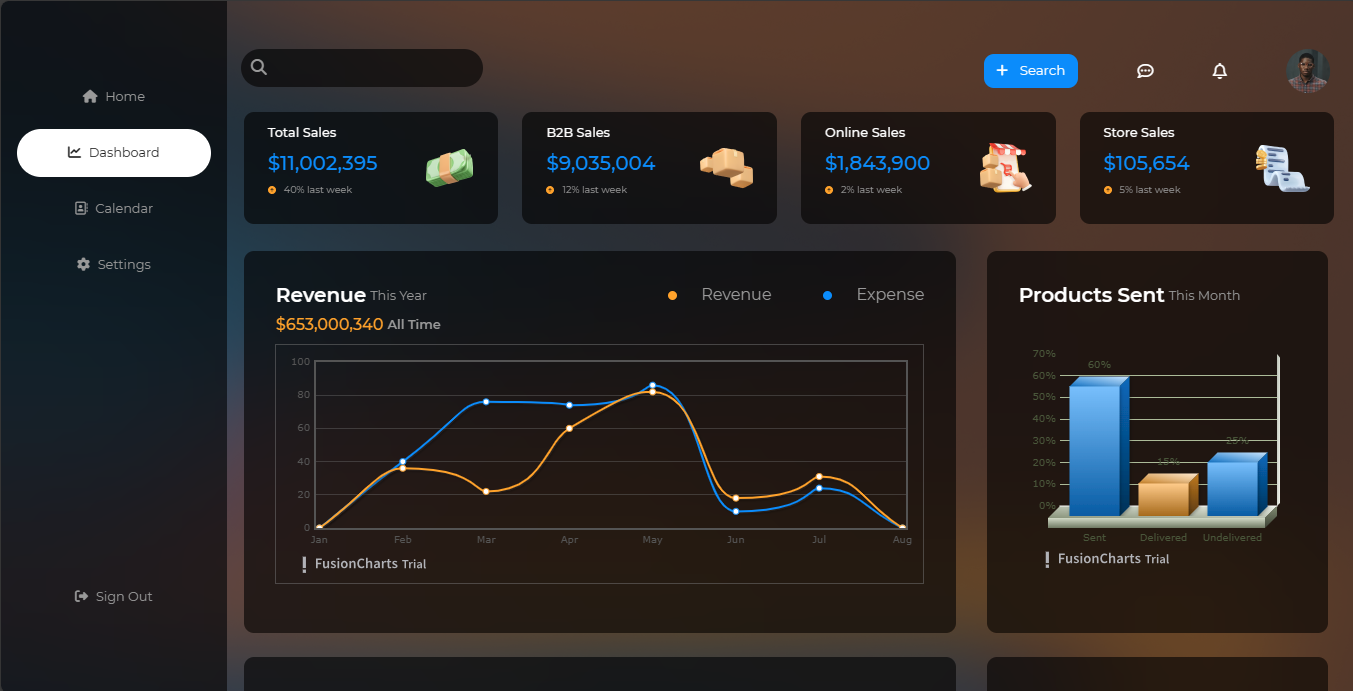 Home
Dashboard
Calendar
Settings
Sign Out
Search
Total Sales
$11,002,395
40% last week
B2B Sales
$9,035,004
12% last week
Online Sales
$1,843,900
2% last week
Store Sales
$105,654
5% last week
Revenue This Year
Revenue Expense
$653,000,340 All Time
100
80
60
40
20
0
Jan Feb Mar Apr May Jun Jul Aug
FusionCharts Trial
Products Sent This Month
70%
60%
50%
40%
30%
20%
10%
0%
60%
15%
25%
Sent Delivered Undelivered
FusionCharts Trial